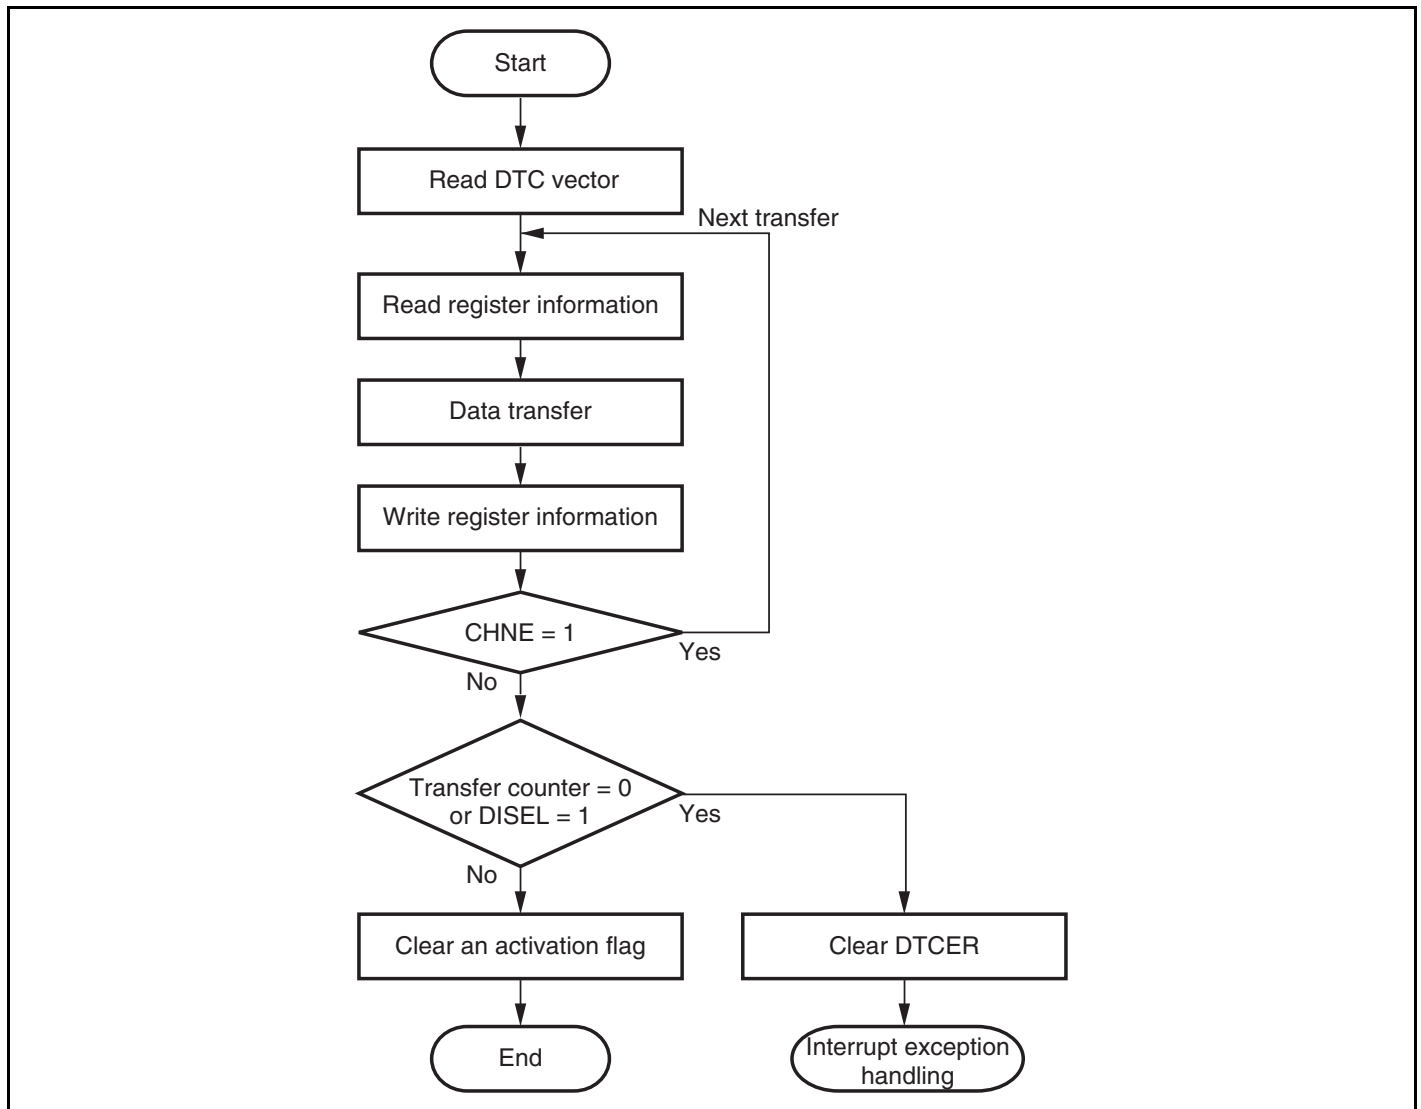 Start
Read DTC vector
Next transfer
Read register information
Data transfer
Write register information
CHNE = 1
Yes
No
Transfer counter = 0
or DISEL = 1
Yes
No
Clear an activation flag
Clear DTCER
End
Interrupt exception
handling